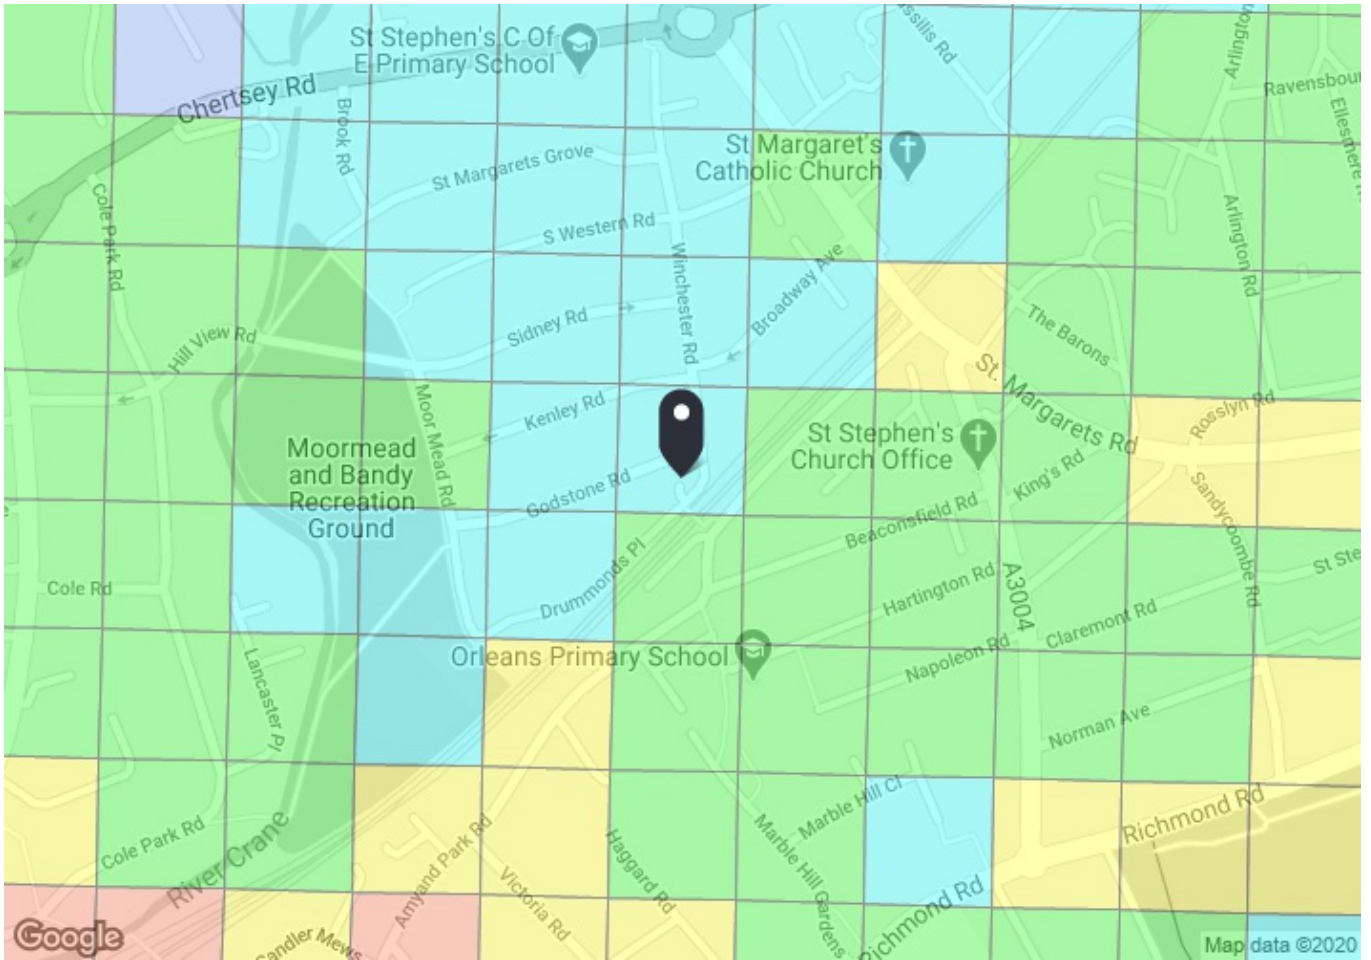 St Stephen's C Of
E Primary School
Chertsey Rd
Brook Rd
St Margarets Grove
St Margaret's
Catholic Church
Arlington
Ravensbou
Cole Park Rd
S Western Rd
Winchester Rd
Broadway Ave
Arlington Rd
Hill View Rd
Sidney Rd
The Barons
St. Margarets Rd
Moor Mead Rd
Kenley Rd
Rosslyn Rd
St Stephen's
Church Office
Moormead
and Bandy
Recreation
Ground
Godstone Rd
King's Rd
Sandycoombe Rd
Beaconsfield Rd
Drummonds Pl
Cole Rd
Hartington Rd
A3004
St Ste
Claremont Rd
Orleans Primary School
Napoleon Rd
Lancaster Pl
Norman Ave
Marble Hill Cl
Richmond Rd
Cole Park Rd
River Crane
Amyand Park Rd
Haggard Rd
Marble Hill Gardens
Victoria Rd
Richmond Rd
Candler Mews
Google
Map data ©2020